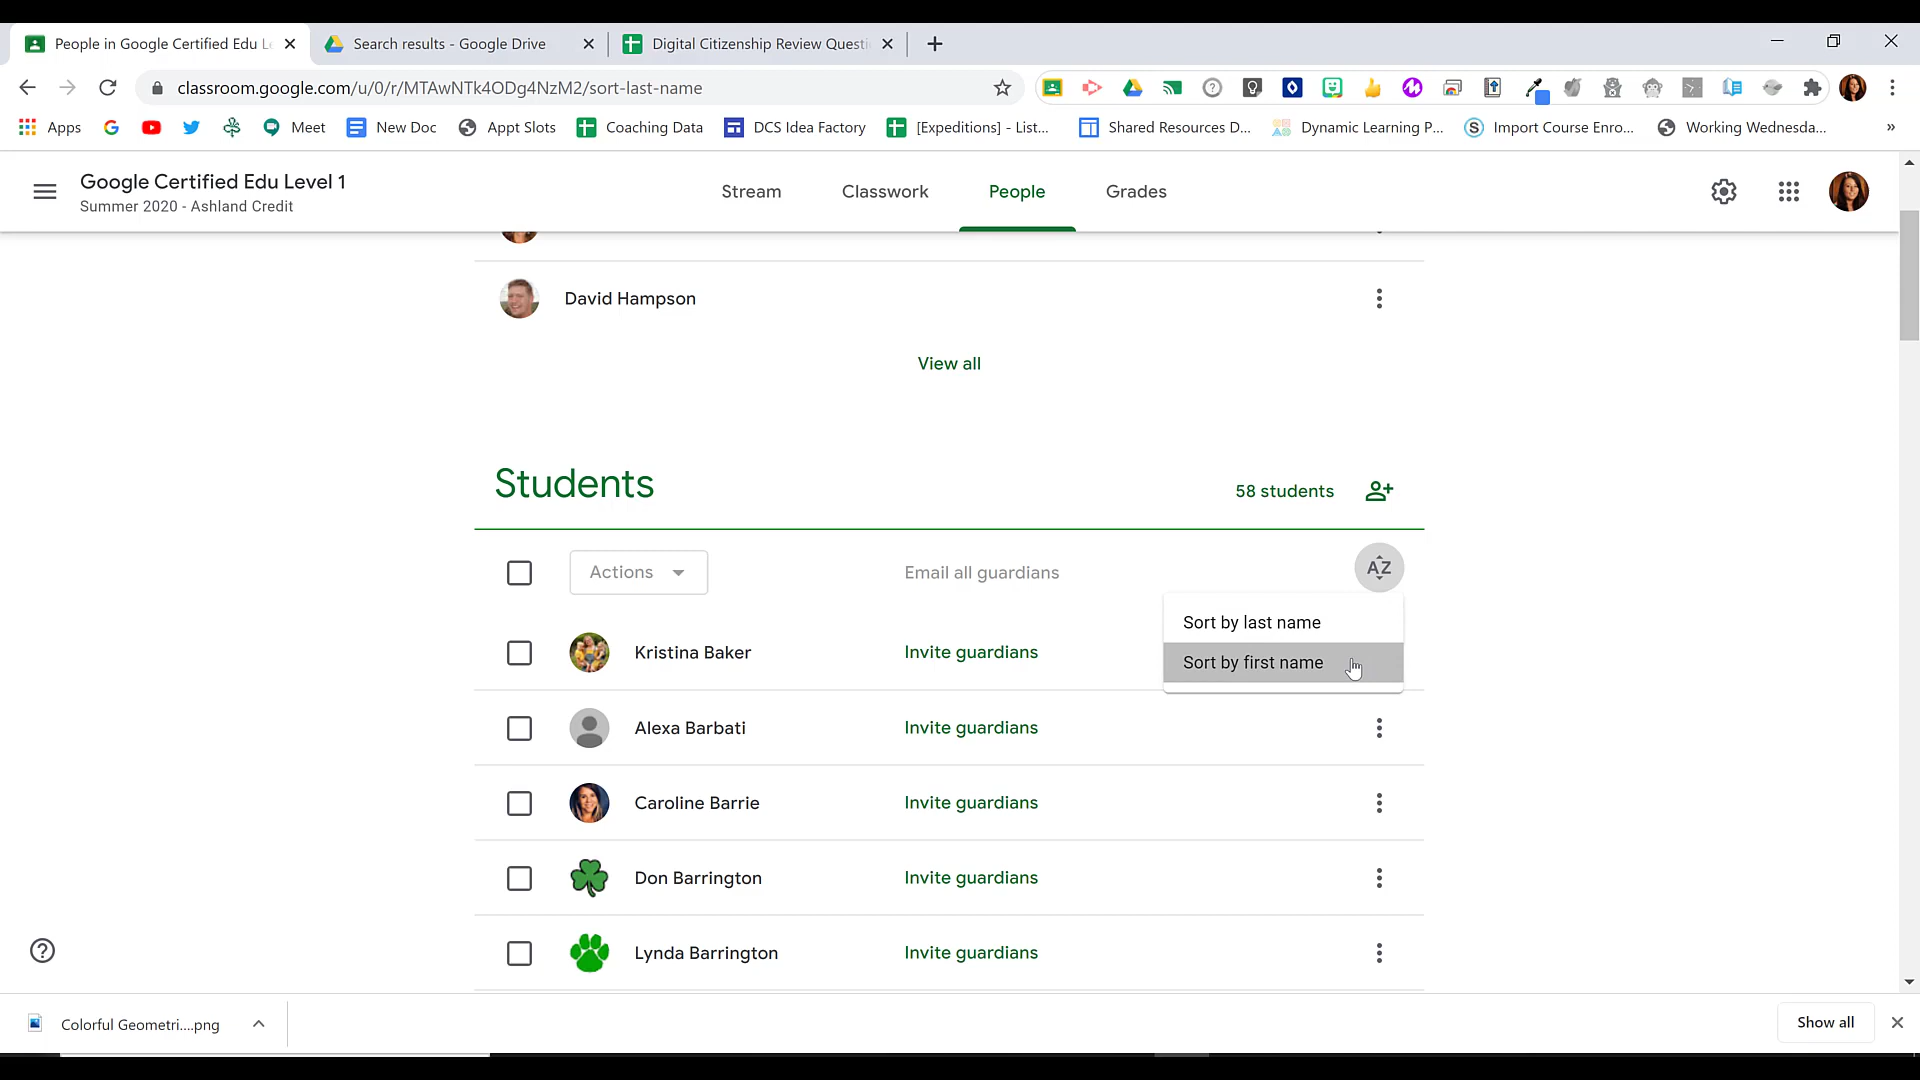 People in Google Certified Edu Le
Search results - Google Drive
Digital Citizenship Review Questi
classroom.google.com/u/0/r/MTAwNTk4ODg4NzM2/sort-last-name
Apps
Meet
New Doc
Appt Slots
Coaching Data
DCS Idea Factory
[Expeditions] - List...
Shared Resources D...
Dynamic Learning P...
Import Course Enro...
Working Wednesda...
»
Google Certified Edu Level 1
Summer 2020 - Ashland Credit
Stream
Classwork
People
Grades
David Hampson
View all
Students
58 students
Actions
Email all guardians
AZ
Sort by last name
Sort by first name
Kristina Baker
Invite guardians
Alexa Barbati
Invite guardians
Caroline Barrie
Invite guardians
Don Barrington
Invite guardians
Lynda Barrington
Invite guardians
Colorful Geometri....png
Show all